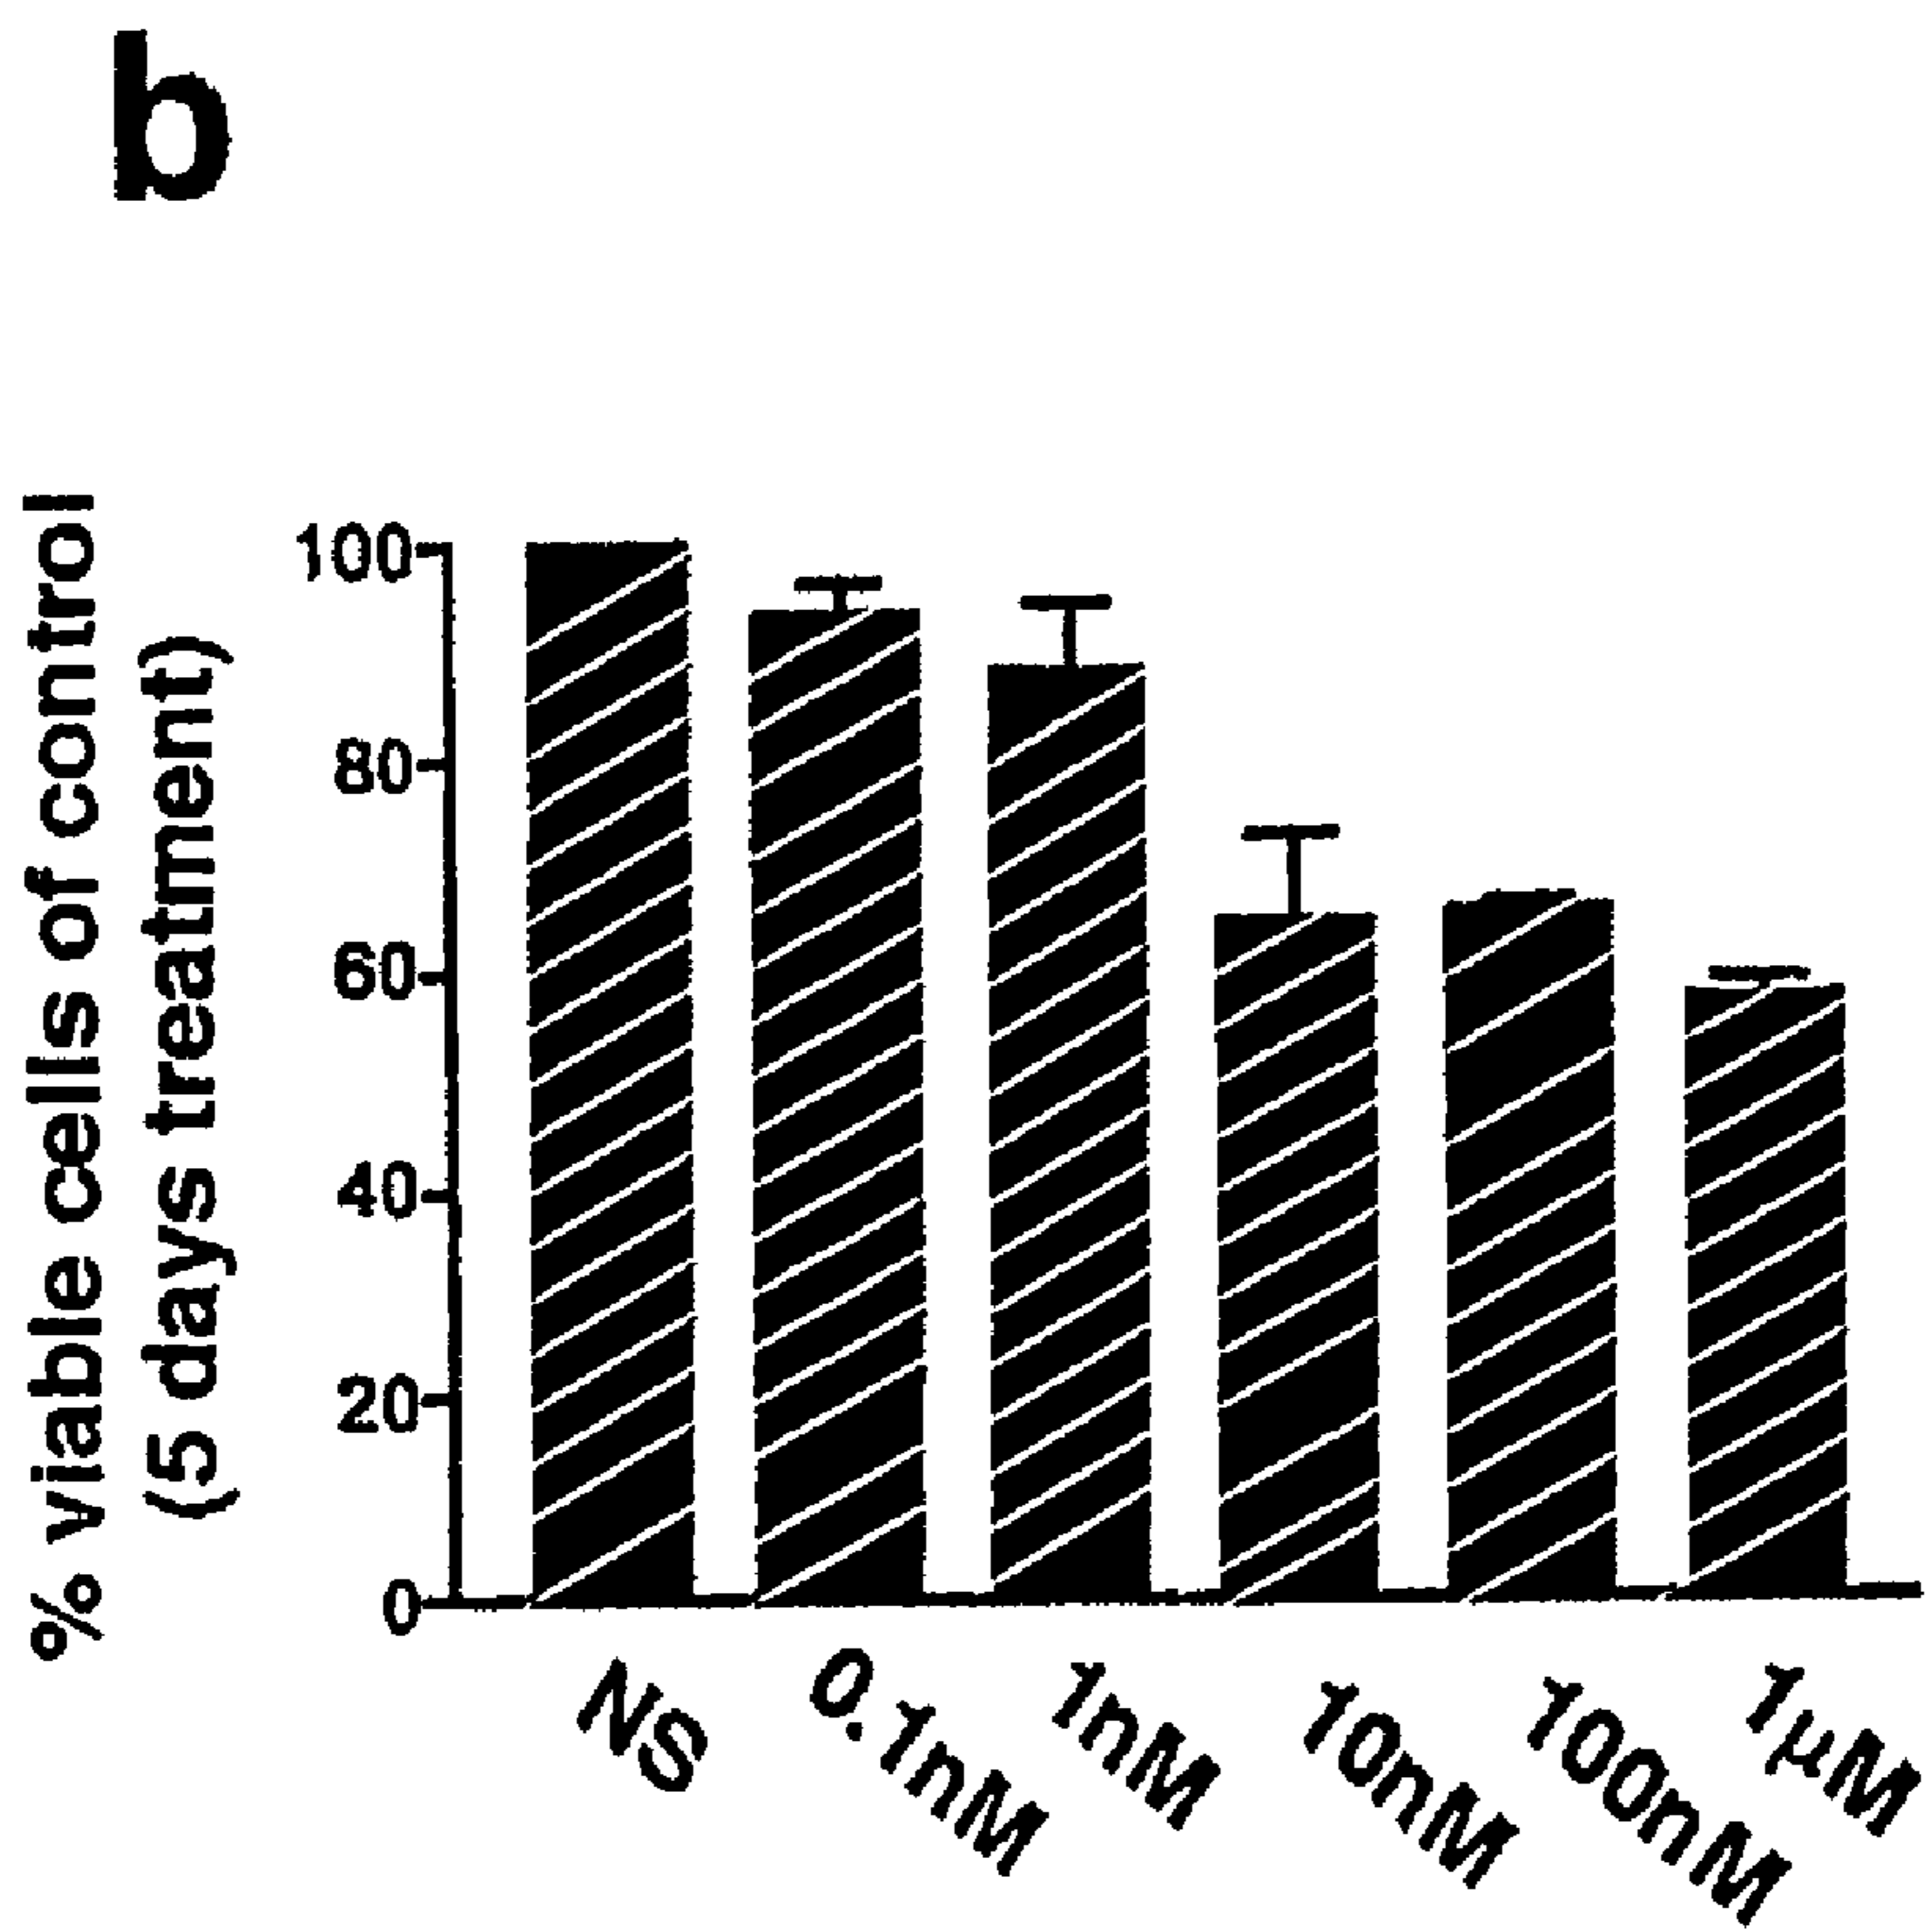 b
% viable cells of control
(5 days treatment)
100
80
60
40
20
0
NS
0.1nM
1nM
10nM
100nM
1μM